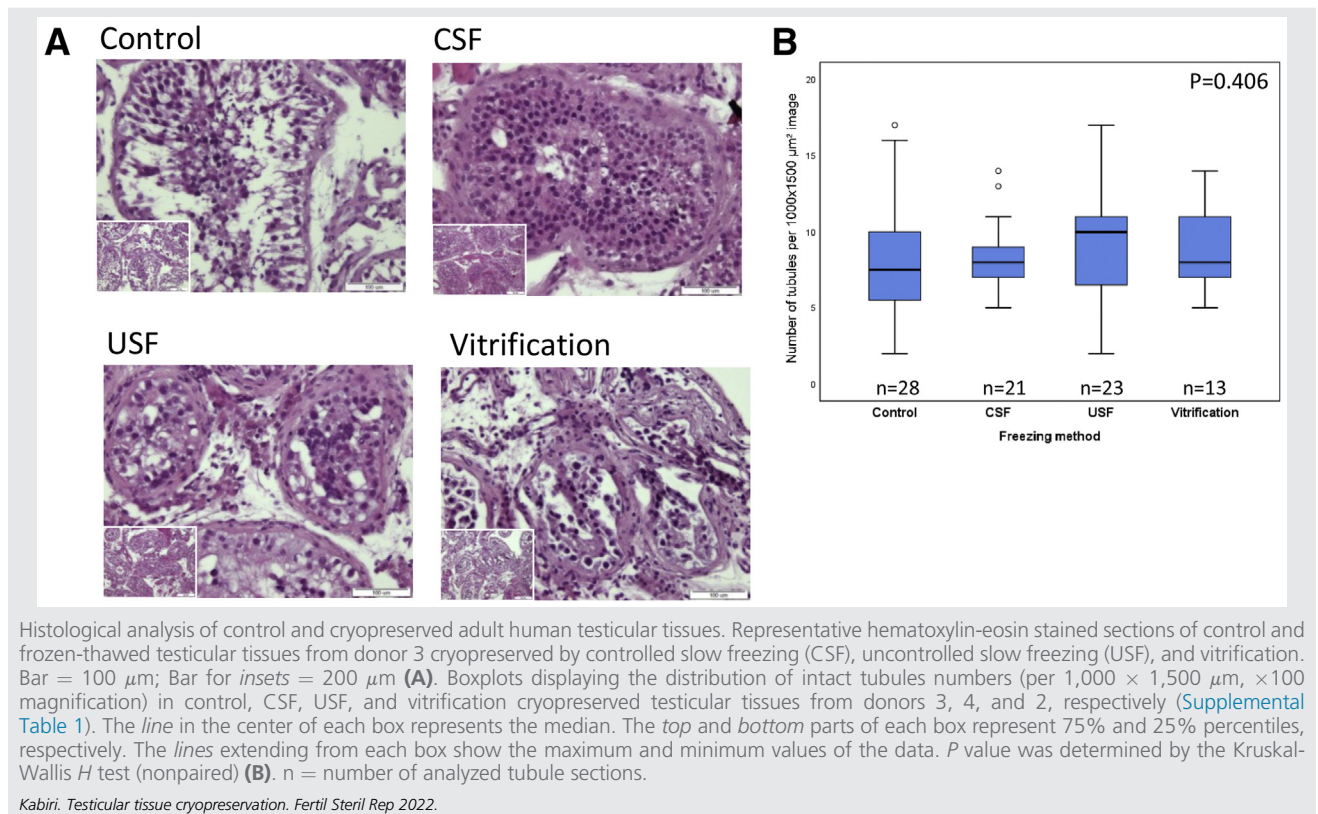 A
Control
CSF
100 um
100 um
USF
Vitrification
100 um
100 um
B
P=0.406
Number of tubules per 1000x1500 µm² image
20
15
10
5
0
n=28 n=21 n=23 n=13
Control CSF USF Vitrification
Freezing method
Histological analysis of control and cryopreserved adult human testicular tissues. Representative hematoxylin-eosin stained sections of control and
frozen-thawed testicular tissues from donor 3 cryopreserved by controlled slow freezing (CSF), uncontrolled slow freezing (USF), and vitrification.
Bar = 100 μm; Bar for insets = 200 μm (A). Boxplots displaying the distribution of intact tubules numbers (per 1,000 × 1,500 μm, ×100
magnification) in control, CSF, USF, and vitrification cryopreserved testicular tissues from donors 3, 4, and 2, respectively (Supplemental
Table 1). The line in the center of each box represents the median. The top and bottom parts of each box represent 75% and 25% percentiles,
respectively. The lines extending from each box show the maximum and minimum values of the data. P value was determined by the Kruskal-
Wallis H test (nonpaired) (B). n = number of analyzed tubule sections.
Kabiri. Testicular tissue cryopreservation. Fertil Steril Rep 2022.